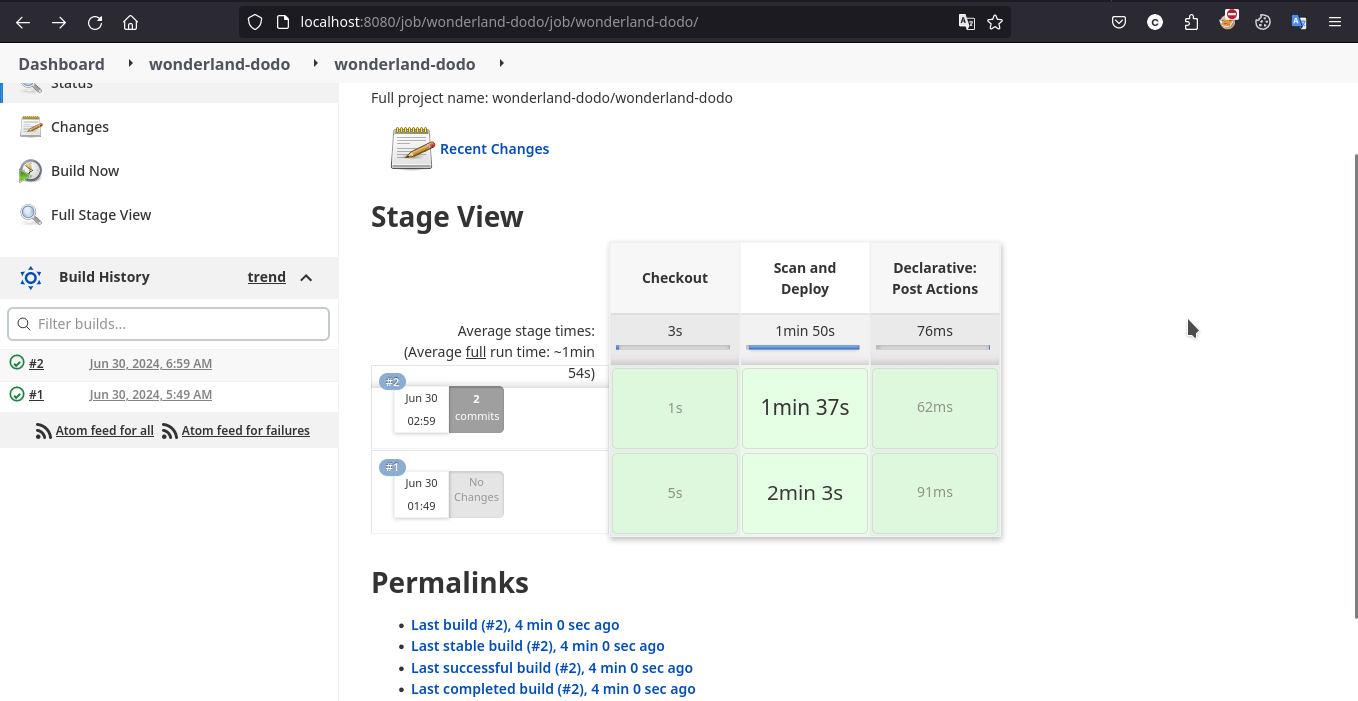 localhost:8080/job/wonderland-dodo/job/wonderland-dodo/
Dashboard wonderland-dodo wonderland-dodo
Status
Changes
Build Now
Full Stage View
Build History trend
Filter builds...
#2 Jun 30, 2024, 6:59 AM
#1 Jun 30, 2024, 5:49 AM
Atom feed for all Atom feed for failures
Full project name: wonderland-dodo/wonderland-dodo
Recent Changes
Stage View
Checkout
Scan and
Deploy
Declarative:
Post Actions
Average stage times:
(Average full run time: ~1min
54s)
3s 1min 50s 76ms
#2
Jun 30
02:59
2
commits
1s 1min 37s 62ms
#1
Jun 30
01:49
No
Changes
5s 2min 3s 91ms
Permalinks
Last build (#2), 4 min 0 sec ago
Last stable build (#2), 4 min 0 sec ago
Last successful build (#2), 4 min 0 sec ago
Last completed build (#2), 4 min 0 sec ago